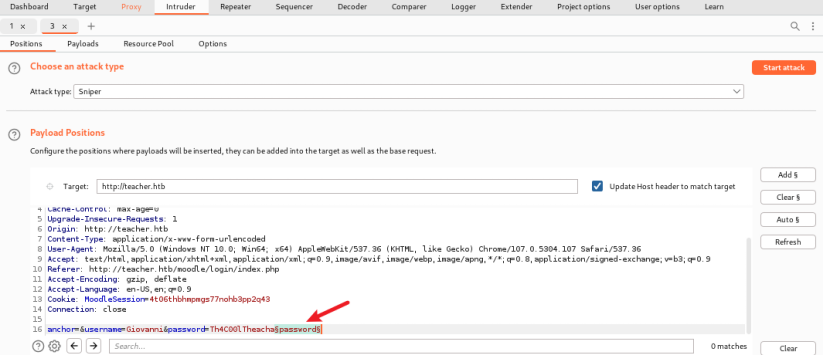 Dashboard Target Proxy Intruder Repeater Sequencer Decoder Comparer Logger Extender Project options User options Learn
1 × 3 × +
Positions Payloads Resource Pool Options
Choose an attack type
Start attack
Attack type: Sniper
Payload Positions
Configure the positions where payloads will be inserted, they can be added into the target as well as the base request.
Target: http://teacher.htb Update Host header to match target
Add §
Clear §
Auto §
Refresh
4 Cache-Control: max-age=0
5 Upgrade-Insecure-Requests: 1
6 Origin: http://teacher.htb
7 Content-Type: application/x-www-form-urlencoded
8 User-Agent: Mozilla/5.0 (Windows NT 10.0; Win64; x64) AppleWebKit/537.36 (KHTML, like Gecko) Chrome/107.0.5304.107 Safari/537.36
9 Accept: text/html,application/xhtml+xml,application/xml;q=0.9,image/avif,image/webp,image/apng,*/*;q=0.8,application/signed-exchange;v=b3;q=0.9
10 Referer: http://teacher.htb/moodle/login/index.php
11 Accept-Encoding: gzip, deflate
12 Accept-Language: en-US,en;q=0.9
13 Cookie: MoodleSession=4t06thbhmpmgs77nohb3pp2q43
14 Connection: close
15
16 anchor=&username=Giovanni&password=Th4C00lTheacha§password§
Search... 0 matches Clear